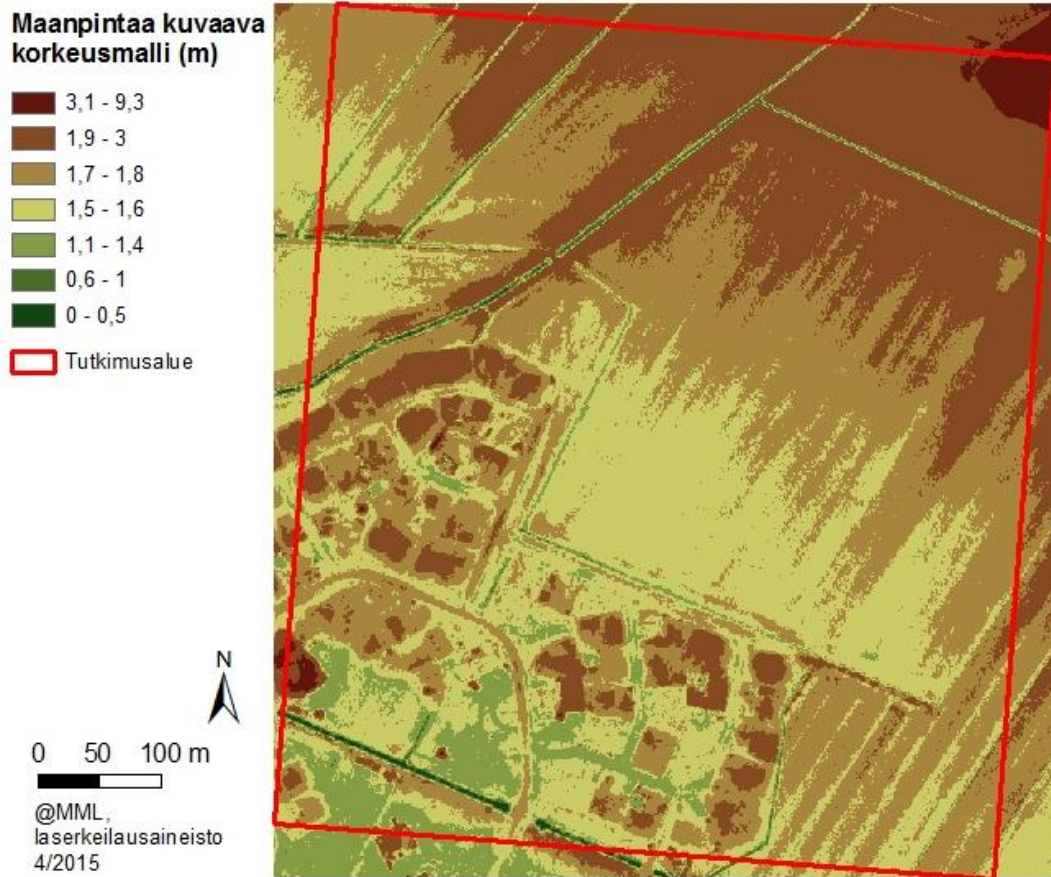 Maanpintaa kuvaava
korkeusmalli (m)
3,1 - 9,3
1,9 - 3
1,7 - 1,8
1,5 - 1,6
1,1 - 1,4
0,6 - 1
0 - 0,5
Tutkimusalue
N
0 50 100 m
@MML,
laserkeilausaineisto
4/2015